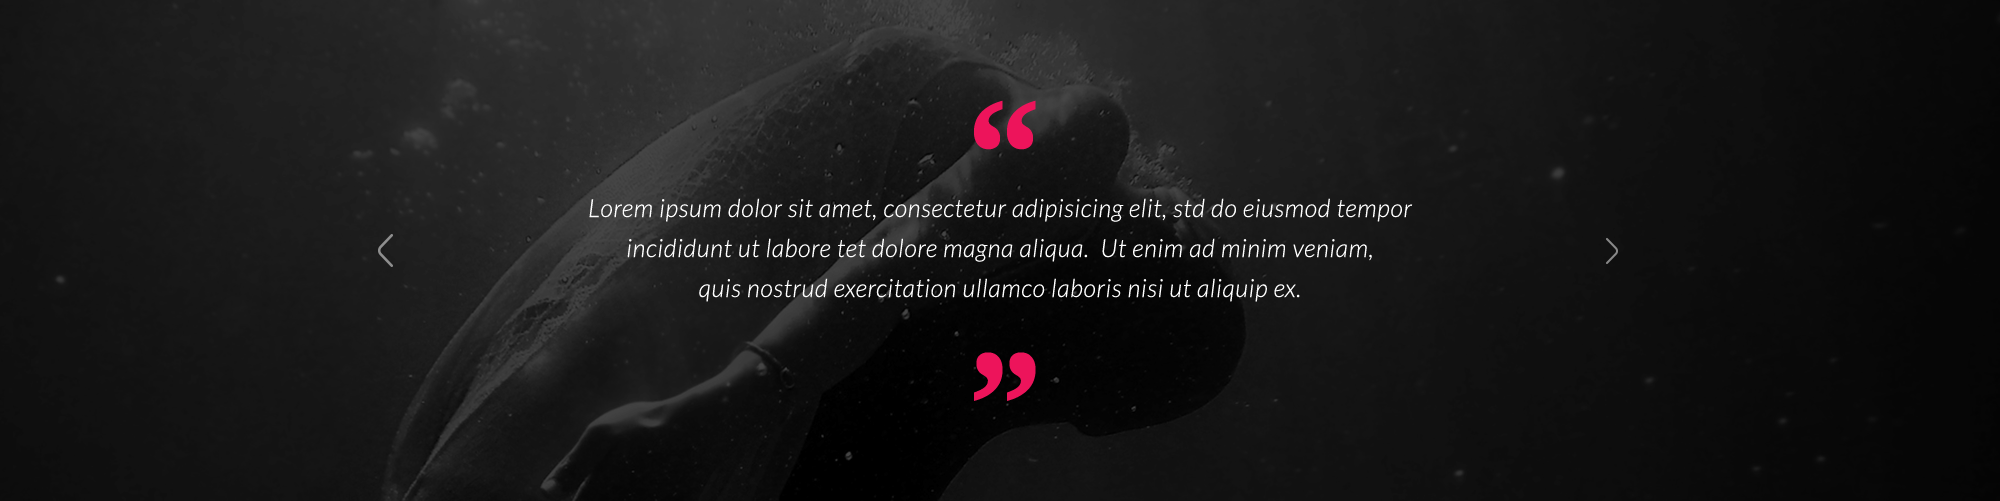 “
Lorem ipsum dolor sit amet, consectetur adipisicing elit, std do eiusmod tempor
incididunt ut labore tet dolore magna aliqua.  Ut enim ad minim veniam,
quis nostrud exercitation ullamco laboris nisi ut aliquip ex.
”